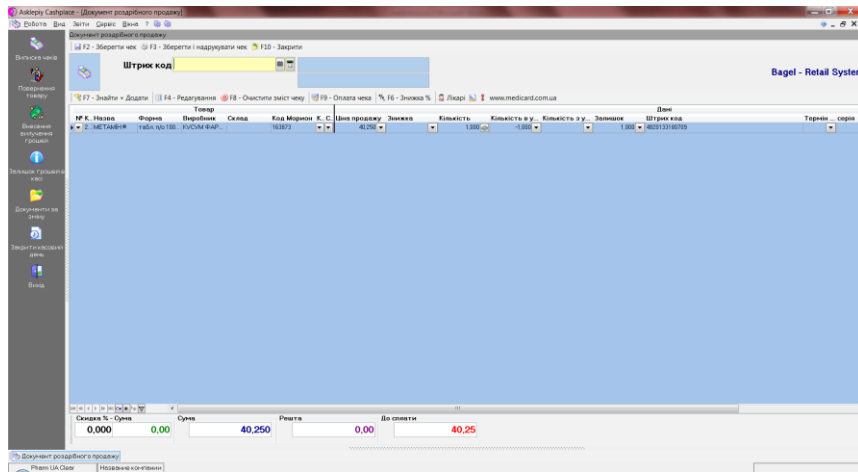 Asklepiy Cashplace - [Документ роздрібного продажу]
Робота Вид Звіти Сервіс Вікна ?
Документ роздрібного продажу
F2 - Зберегти чек F3 - Зберегти і надрукувати чек F10 - Закрити
Виписка чеків
Штрих код
Bagel - Retail System
Повернення товару
F7 - Знайти + Додати F4 - Редагування F8 - Очистити зміст чеку F9 - Оплата чека F6 - Знижка % Лікарі www.medicard.com.ua
Товар Дані
№ К.. Назва Форма Виробник Склад Код Морион К.. С.. Ціна продажу Знижка Кількість Кількість в у... Кількість з у... Залишок Штрих код Термін ... серія
2... МЕТАМІН® табл. п/о 100... КУСУМ ФАР... 163873 40,250 1,000 -1,000 1,000 4820133180709
Внесення вилучення грошей
Залишок грошей в касі
Документи за зміну
Закрити касовий день
Вихід
Скидка % - Сума Сума Решта До сплати
0,000 0,00 40,250 0,00 40,25
Документ роздрібного продажу
Pharm UA Clear Название компании